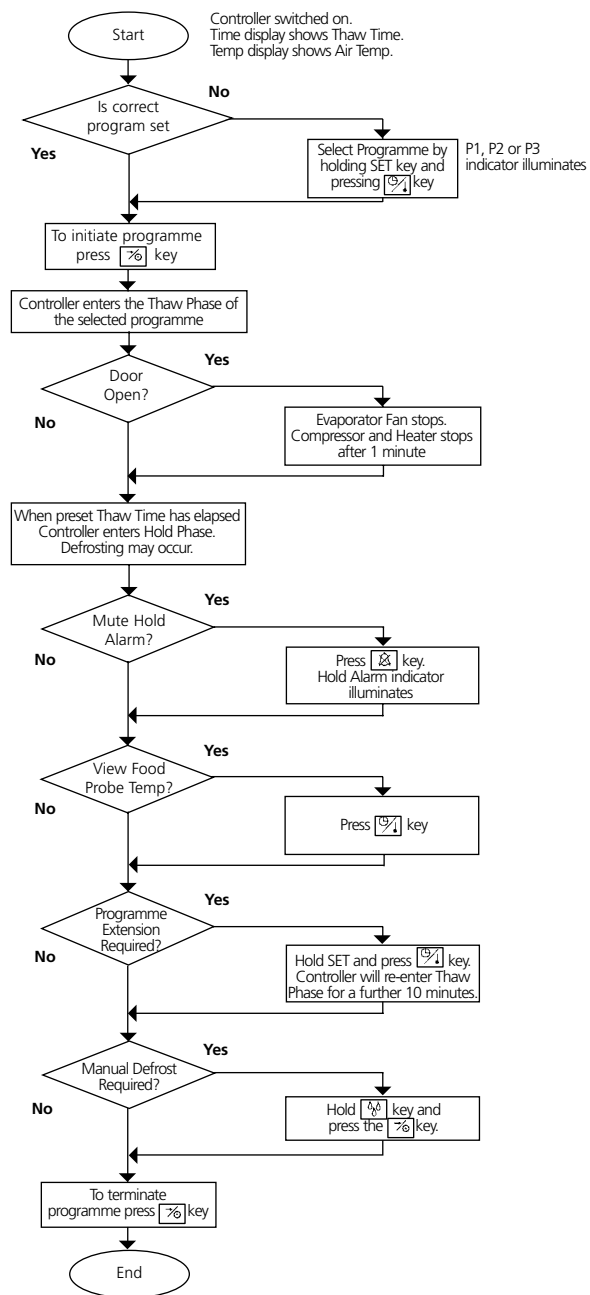 Start
Controller switched on.
Time display shows Thaw Time.
Temp display shows Air Temp.
Is correct
program set
No
Yes
Select Programme by
holding SET key and
pressing key
P1, P2 or P3
indicator illuminates
To initiate programme
press key
Controller enters the Thaw Phase of
the selected programme
Door
Open?
Yes
No
Evaporator Fan stops.
Compressor and Heater stops
after 1 minute
When preset Thaw Time has elapsed
Controller enters Hold Phase.
Defrosting may occur.
Mute Hold
Alarm?
Yes
No
Press key.
Hold Alarm indicator
illuminates
View Food
Probe Temp?
Yes
No
Press key
Programme
Extension
Required?
Yes
No
Hold SET and press key.
Controller will re-enter Thaw
Phase for a further 10 minutes.
Manual Defrost
Required?
Yes
No
Hold key and
press the key.
To terminate
programme press key
End